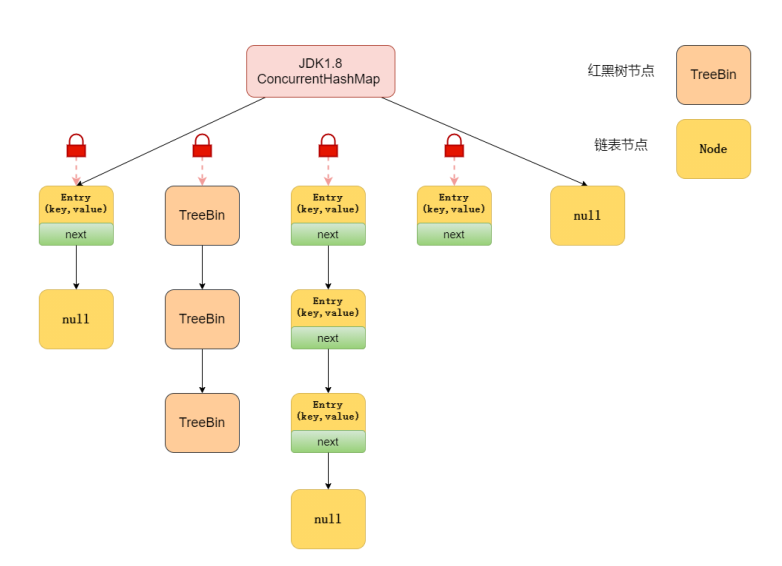 JDK1.8
ConcurrentHashMap
红黑树节点
TreeBin
链表节点
Node
Entry
(key,value)
next
TreeBin
Entry
(key,value)
next
Entry
(key,value)
next
null
null
TreeBin
Entry
(key,value)
next
TreeBin
Entry
(key,value)
next
null